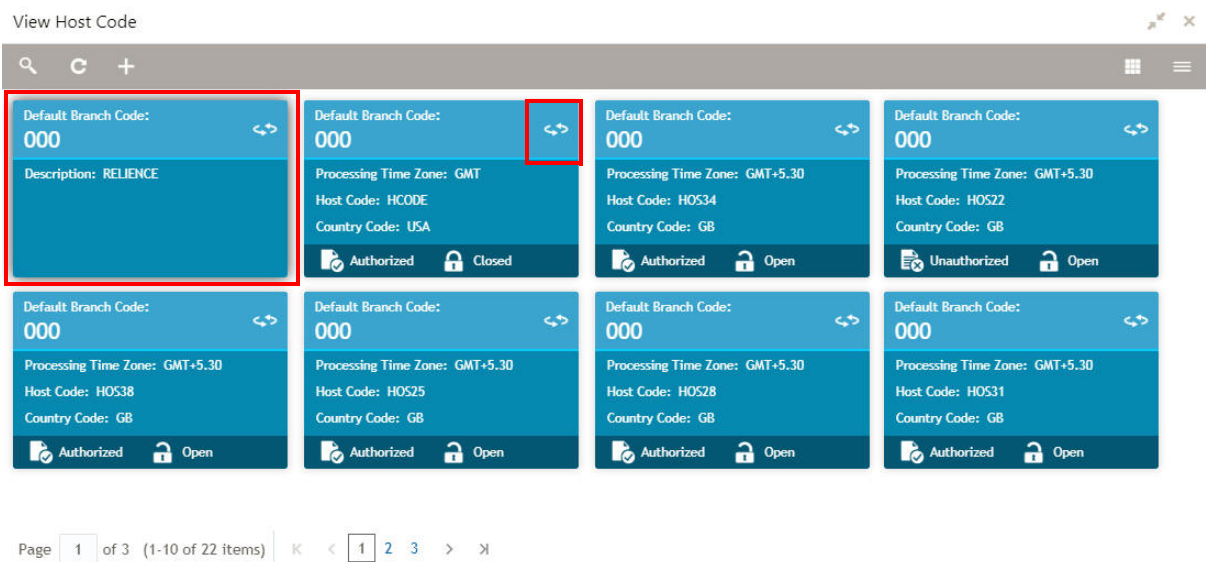 View Host Code
Default Branch Code:
000
Description: RELIENCE
Default Branch Code:
000
Processing Time Zone: GMT
Host Code: HCODE
Country Code: USA
Authorized Closed
Default Branch Code:
000
Processing Time Zone: GMT+5.30
Host Code: HOS34
Country Code: GB
Authorized Open
Default Branch Code:
000
Processing Time Zone: GMT+5.30
Host Code: HOS22
Country Code: GB
Unauthorized Open
Default Branch Code:
000
Processing Time Zone: GMT+5.30
Host Code: HOS38
Country Code: GB
Authorized Open
Default Branch Code:
000
Processing Time Zone: GMT+5.30
Host Code: HOS25
Country Code: GB
Authorized Open
Default Branch Code:
000
Processing Time Zone: GMT+5.30
Host Code: HOS28
Country Code: GB
Authorized Open
Default Branch Code:
000
Processing Time Zone: GMT+5.30
Host Code: HOS31
Country Code: GB
Authorized Open
Page 1 of 3 (1-10 of 22 items) 1 2 3